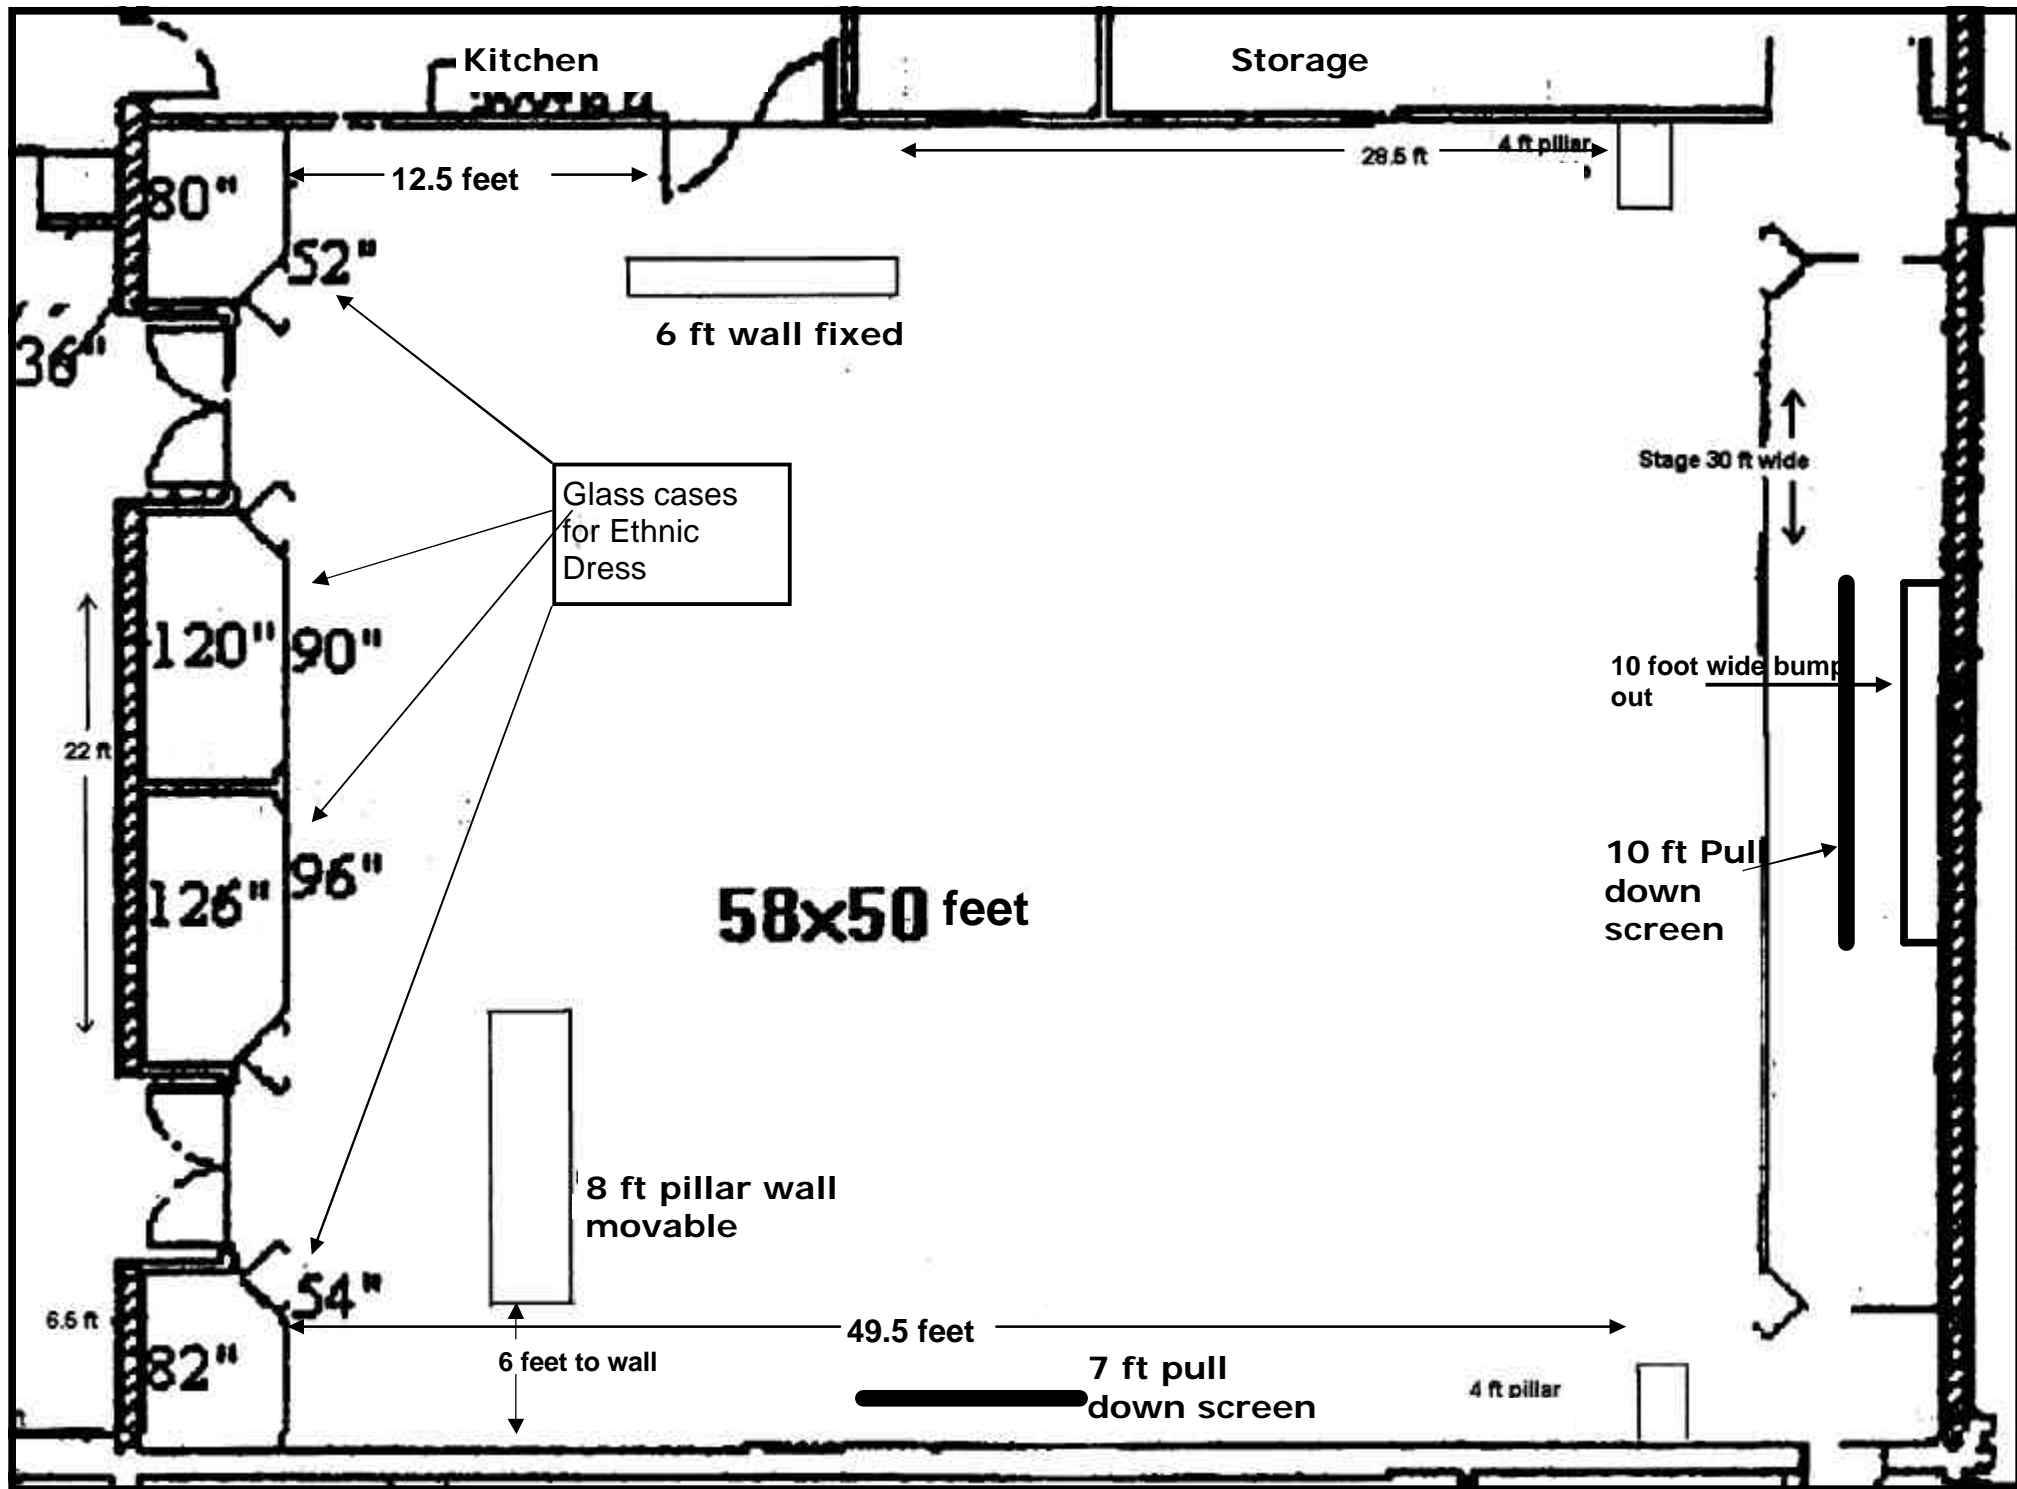 Kitchen
Storage
4 ft pillar
28.5 ft
12.5 feet
80"
52"
6 ft wall fixed
36"
Stage 30 ft wide
Glass cases
for Ethnic
Dress
120"
90"
10 foot wide bump
out
22 ft
10 ft Pull
down
screen
96"
126"
58x50 feet
8 ft pillar wall
movable
54"
6.5 ft
49.5 feet
6 feet to wall
82"
7 ft pull
down screen
4 ft pillar